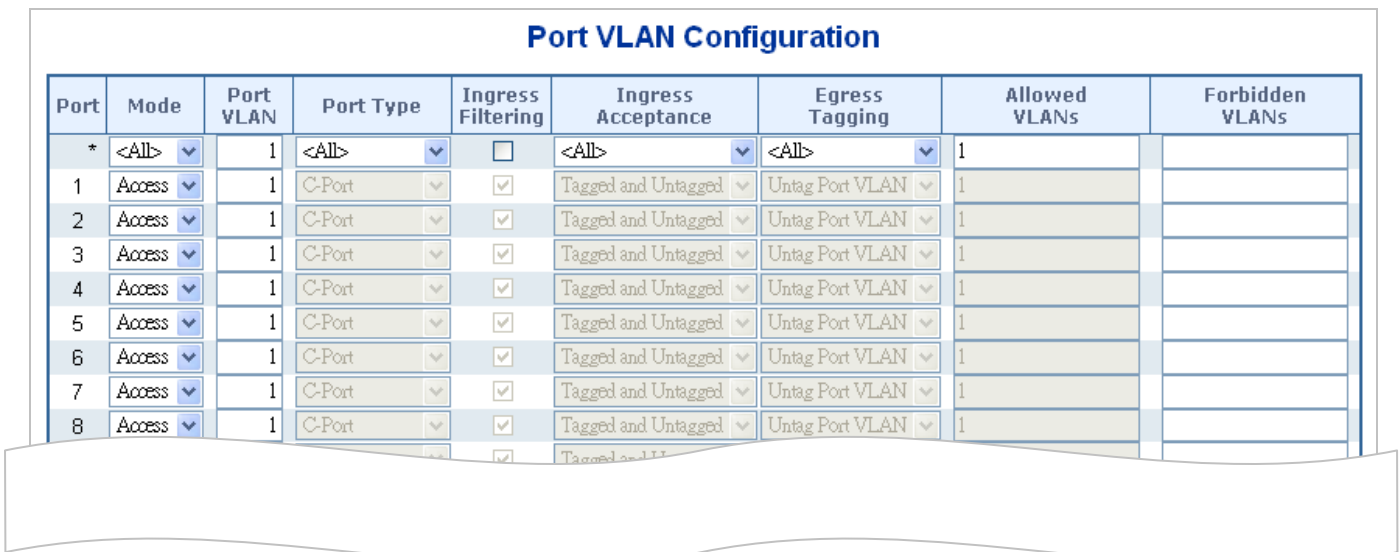 Port VLAN Configuration
Port Mode Port VLAN Port Type Ingress Filtering Ingress Acceptance Egress Tagging Allowed VLANs Forbidden VLANs
* <All> 1 <All> <All> <All> 1
1 Access 1 C-Port Tagged and Untagged Untag Port VLAN 1
2 Access 1 C-Port Tagged and Untagged Untag Port VLAN 1
3 Access 1 C-Port Tagged and Untagged Untag Port VLAN 1
4 Access 1 C-Port Tagged and Untagged Untag Port VLAN 1
5 Access 1 C-Port Tagged and Untagged Untag Port VLAN 1
6 Access 1 C-Port Tagged and Untagged Untag Port VLAN 1
7 Access 1 C-Port Tagged and Untagged Untag Port VLAN 1
8 Access 1 C-Port Tagged and Untagged Untag Port VLAN 1